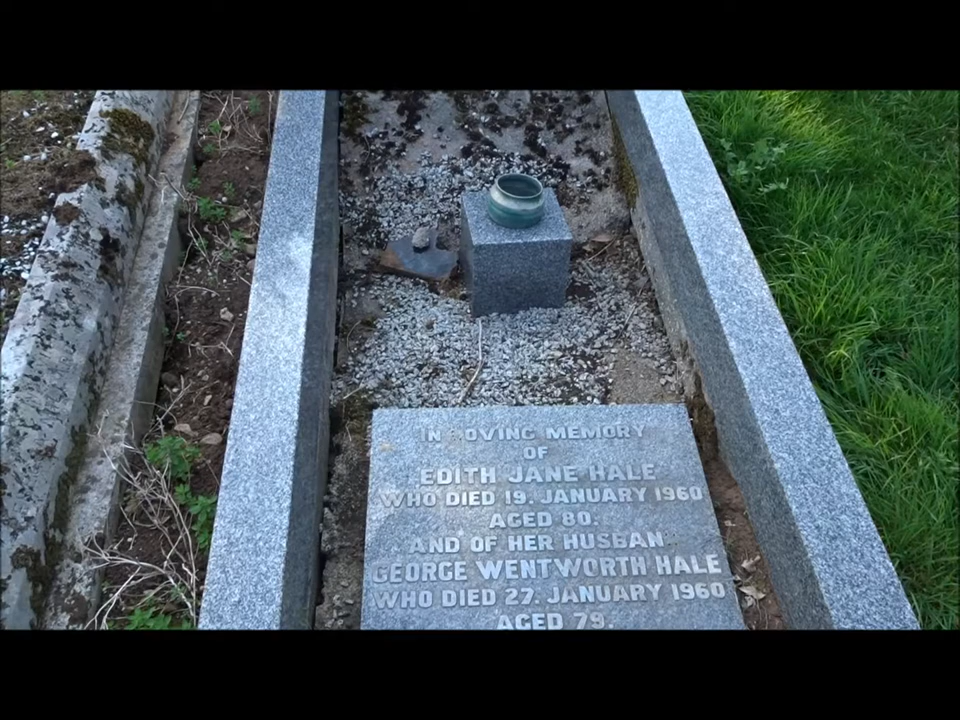 IN LOVING MEMORY
OF
EDITH JANE HALE
WHO DIED 19. JANUARY 1960
AGED 80.
AND OF HER HUSBAND
GEORGE WENTWORTH HALE
WHO DIED 27. JANUARY 1960
AGED 79.